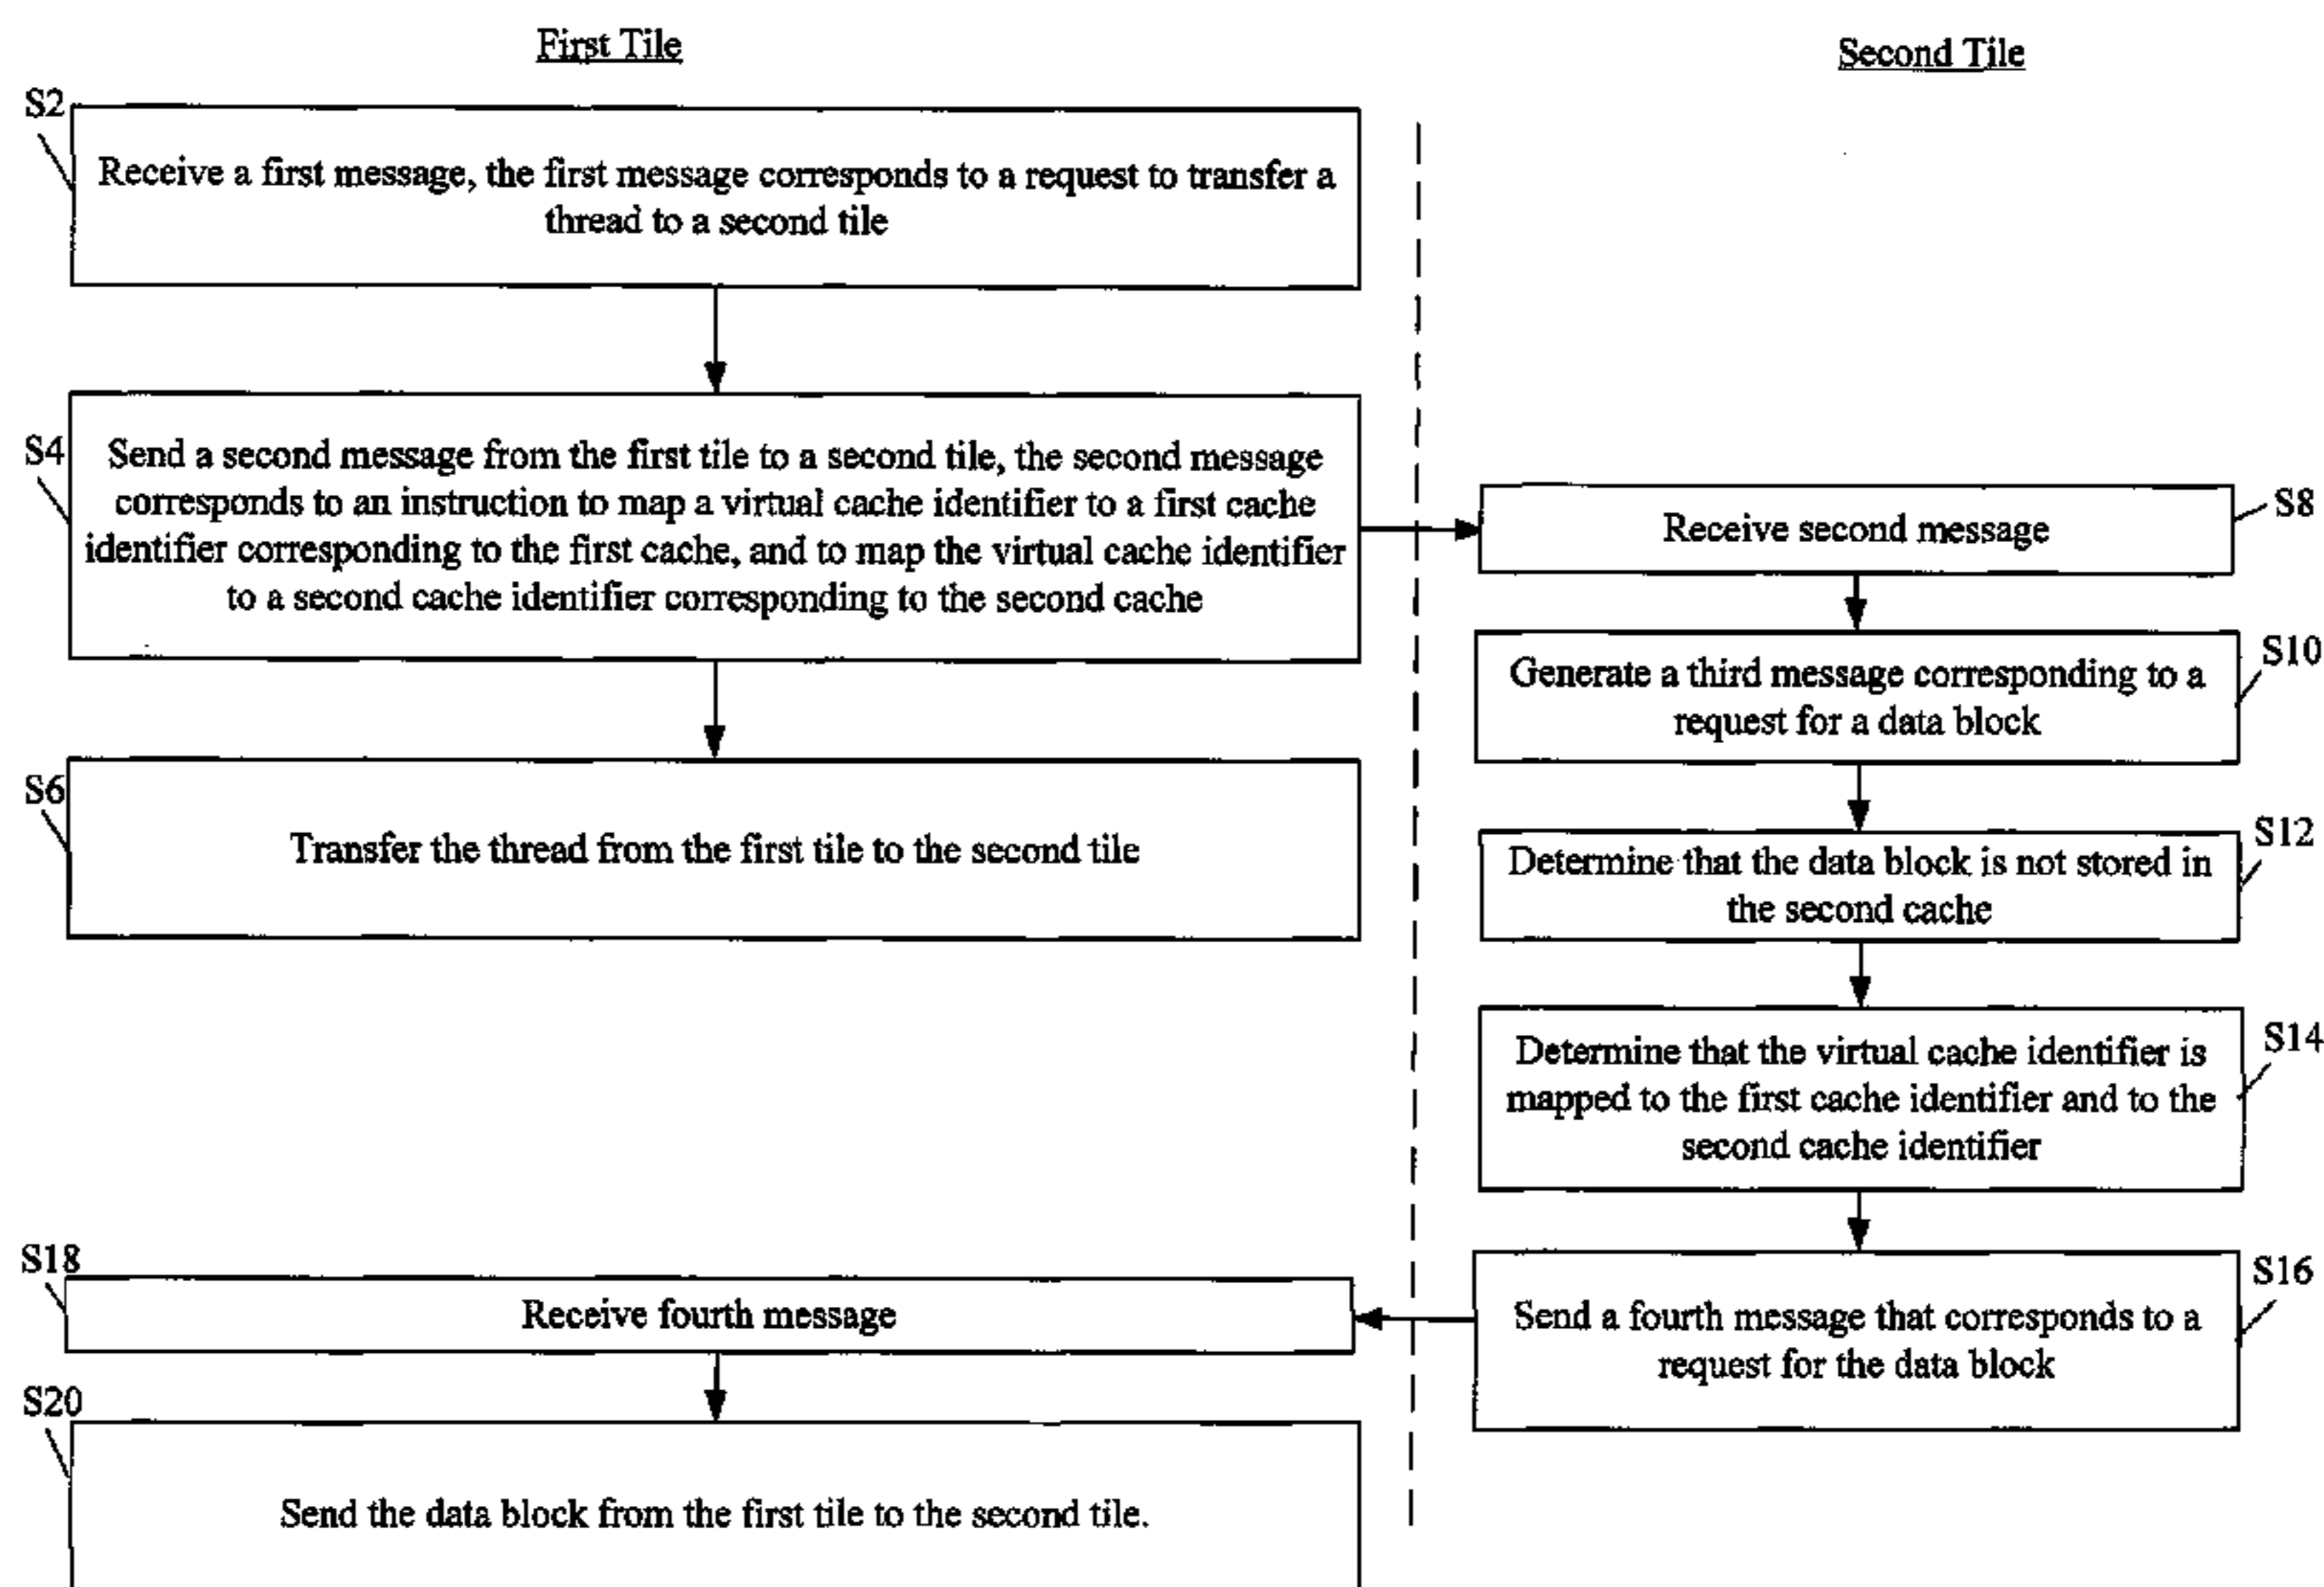 First Tile
Second Tile
S2
Receive a first message, the first message corresponds to a request to transfer a
thread to a second tile
S4
Send a second message from the first tile to a second tile, the second message
corresponds to an instruction to map a virtual cache identifier to a first cache
identifier corresponding to the first cache, and to map the virtual cache identifier
to a second cache identifier corresponding to the second cache
S6
Transfer the thread from the first tile to the second tile
S8
Receive second message
S10
Generate a third message corresponding to a
request for a data block
S12
Determine that the data block is not stored in
the second cache
S14
Determine that the virtual cache identifier is
mapped to the first cache identifier and to the
second cache identifier
S16
Send a fourth message that corresponds to a
request for the data block
S18
Receive fourth message
S20
Send the data block from the first tile to the second tile.